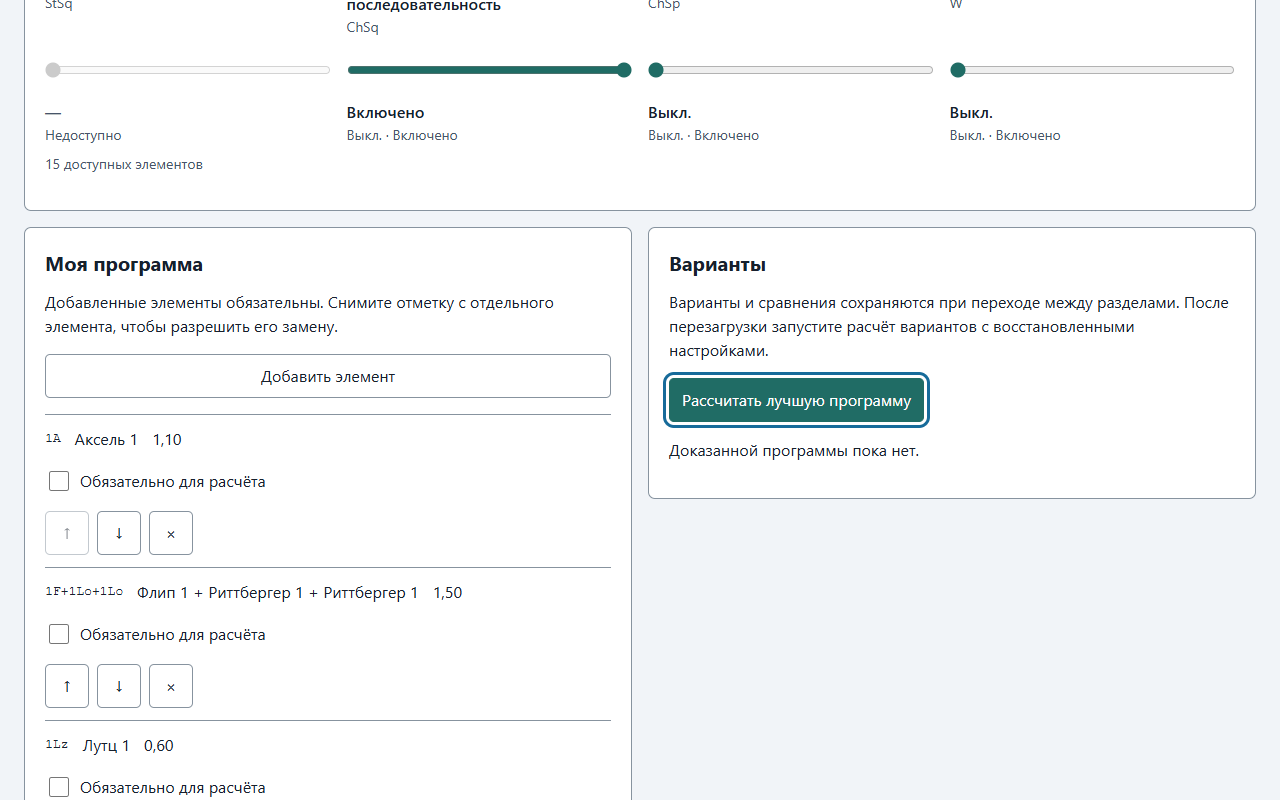 StSq
последовательность
ChSq
ChSp
W
—
Недоступно
15 доступных элементов
Включено
Выкл. · Включено
Выкл.
Выкл. · Включено
Выкл.
Выкл. · Включено
Моя программа
Добавленные элементы обязательны. Снимите отметку с отдельного
элемента, чтобы разрешить его замену.
Добавить элемент
1A Аксель 1 1,10
Обязательно для расчёта
↑ ↓ ×
1F+1Lo+1Lo Флип 1 + Риттбергер 1 + Риттбергер 1 1,50
Обязательно для расчёта
↑ ↓ ×
1Lz Лутц 1 0,60
Обязательно для расчёта
Варианты
Варианты и сравнения сохраняются при переходе между разделами. После
перезагрузки запустите расчёт вариантов с восстановленными
настройками.
Рассчитать лучшую программу
Доказанной программы пока нет.